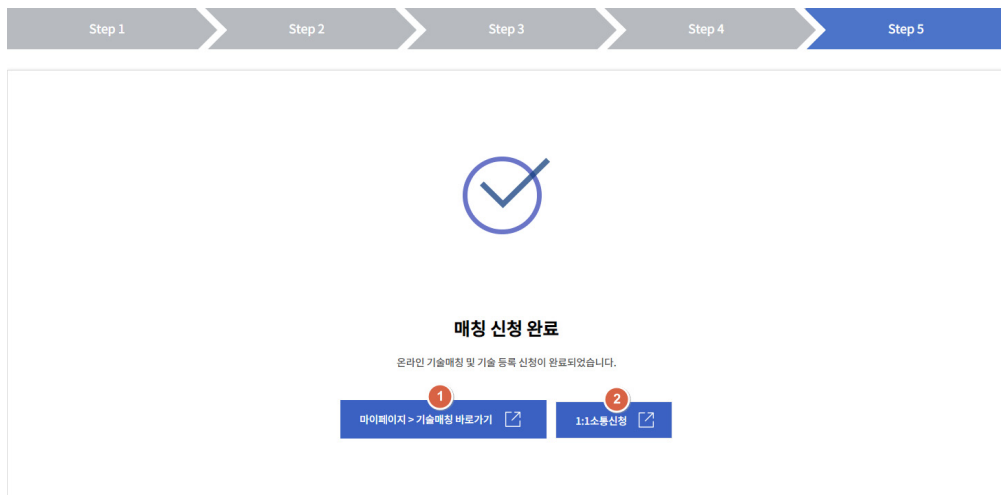 Step 1 Step 2 Step 3 Step 4 Step 5
매칭 신청 완료
온라인 기술매칭 및 기술 등록 신청이 완료되었습니다.
1 2
마이페이지 > 기술매칭 바로가기 1:1소통신청